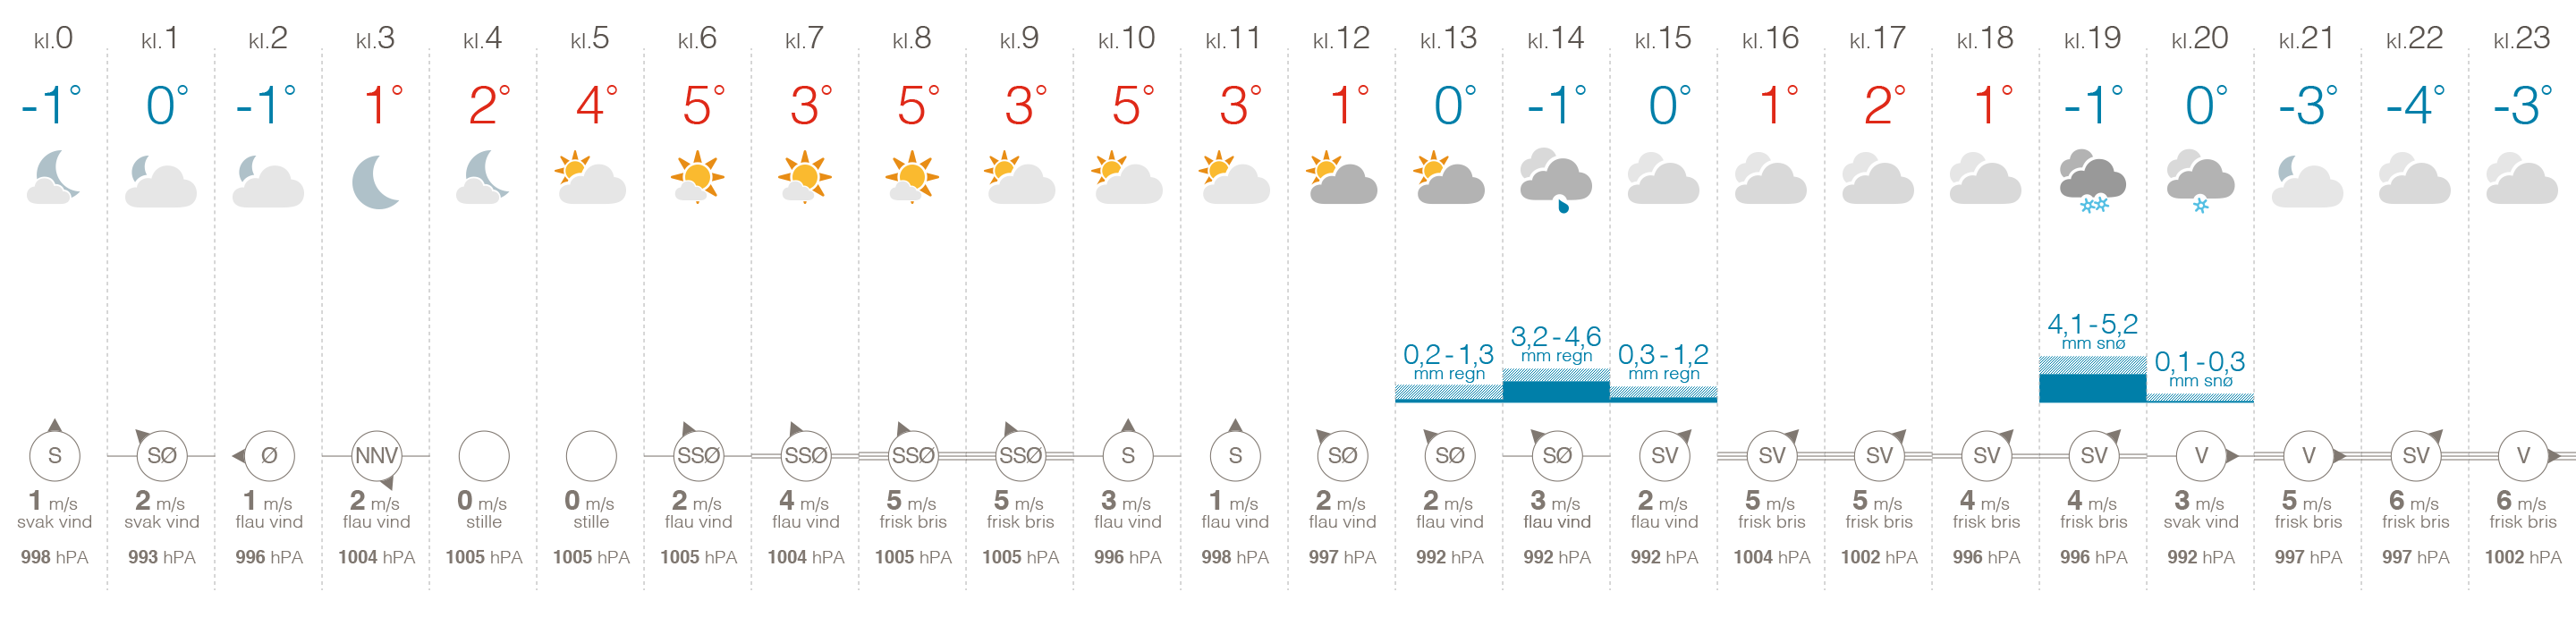 kl.0 kl.1 kl.2 kl.3 kl.4 kl.5 kl.6 kl.7 kl.8 kl.9 kl.10 kl.11 kl.12 kl.13 kl.14 kl.15 kl.16 kl.17 kl.18 kl.19 kl.20 kl.21 kl.22 kl.23
-1° 0° -1° 1° 2° 4° 5° 3° 5° 3° 5° 3° 1° 0° -1° 0° 1° 2° 1° -1° 0° -3° -4° -3°
0,2-1,3 3,2-4,6 0,3-1,2 4,1-5,2 0,1-0,3
mm regn mm regn mm regn mm snø mm snø
S SØ Ø NNV SSØ SSØ SSØ SSØ S S SØ SØ SØ SV SV SV SV SV V V SV V
1 m/s 2 m/s 1 m/s 2 m/s 0 m/s 0 m/s 2 m/s 4 m/s 5 m/s 5 m/s 3 m/s 1 m/s 2 m/s 2 m/s 3 m/s 2 m/s 5 m/s 5 m/s 4 m/s 4 m/s 3 m/s 5 m/s 6 m/s 6 m/s
svak vind svak vind flau vind flau vind stille stille flau vind flau vind frisk bris frisk bris flau vind flau vind flau vind flau vind flau vind flau vind frisk bris frisk bris frisk bris frisk bris svak vind frisk bris frisk bris frisk bris
998 hPA 993 hPA 996 hPA 1004 hPA 1005 hPA 1005 hPA 1005 hPA 1004 hPA 1005 hPA 1005 hPA 996 hPA 998 hPA 997 hPA 992 hPA 992 hPA 992 hPA 1004 hPA 1002 hPA 996 hPA 996 hPA 992 hPA 997 hPA 997 hPA 1002 hPA